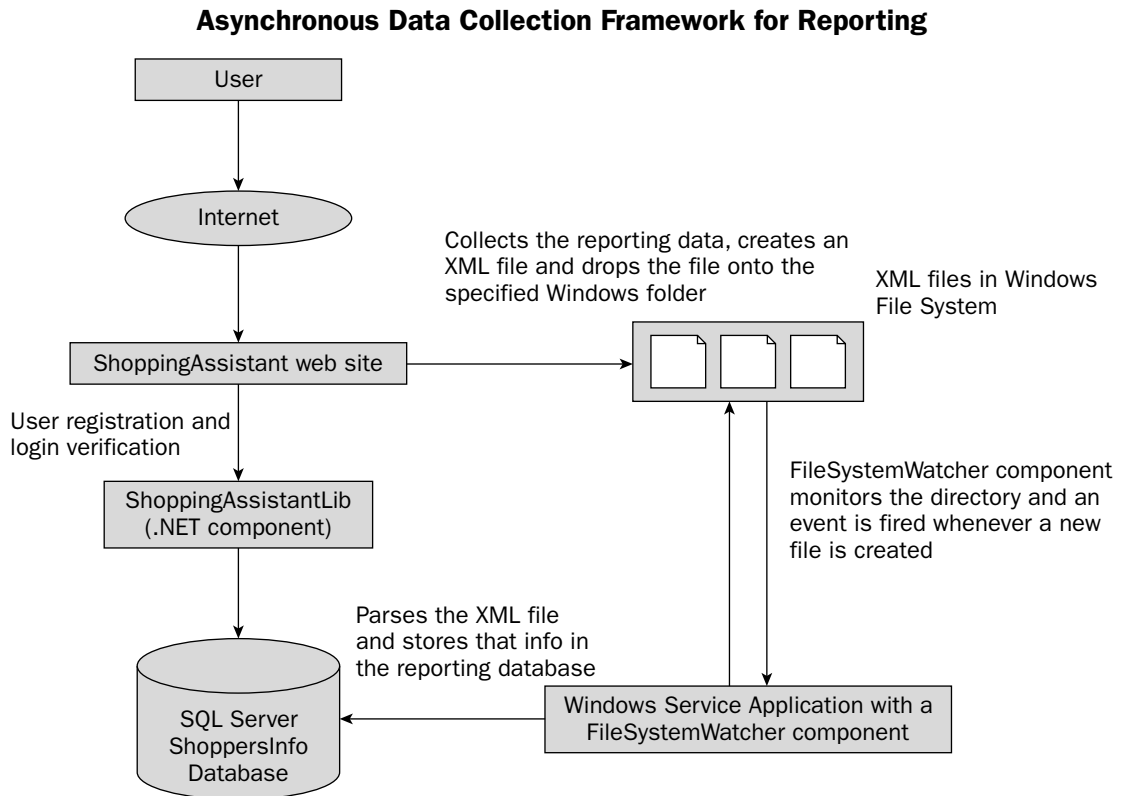 Asynchronous Data Collection Framework for Reporting
User
Internet
Collects the reporting data, creates an
XML file and drops the file onto the
specified Windows folder
XML files in Windows
File System
ShoppingAssistant web site
User registration and
login verification
ShoppingAssistantLib
(.NET component)
FileSystemWatcher component
monitors the directory and an
event is fired whenever a new
file is created
Parses the XML file
and stores that info in
the reporting database
Windows Service Application with a
FileSystemWatcher component
SQL Server
ShoppersInfo
Database